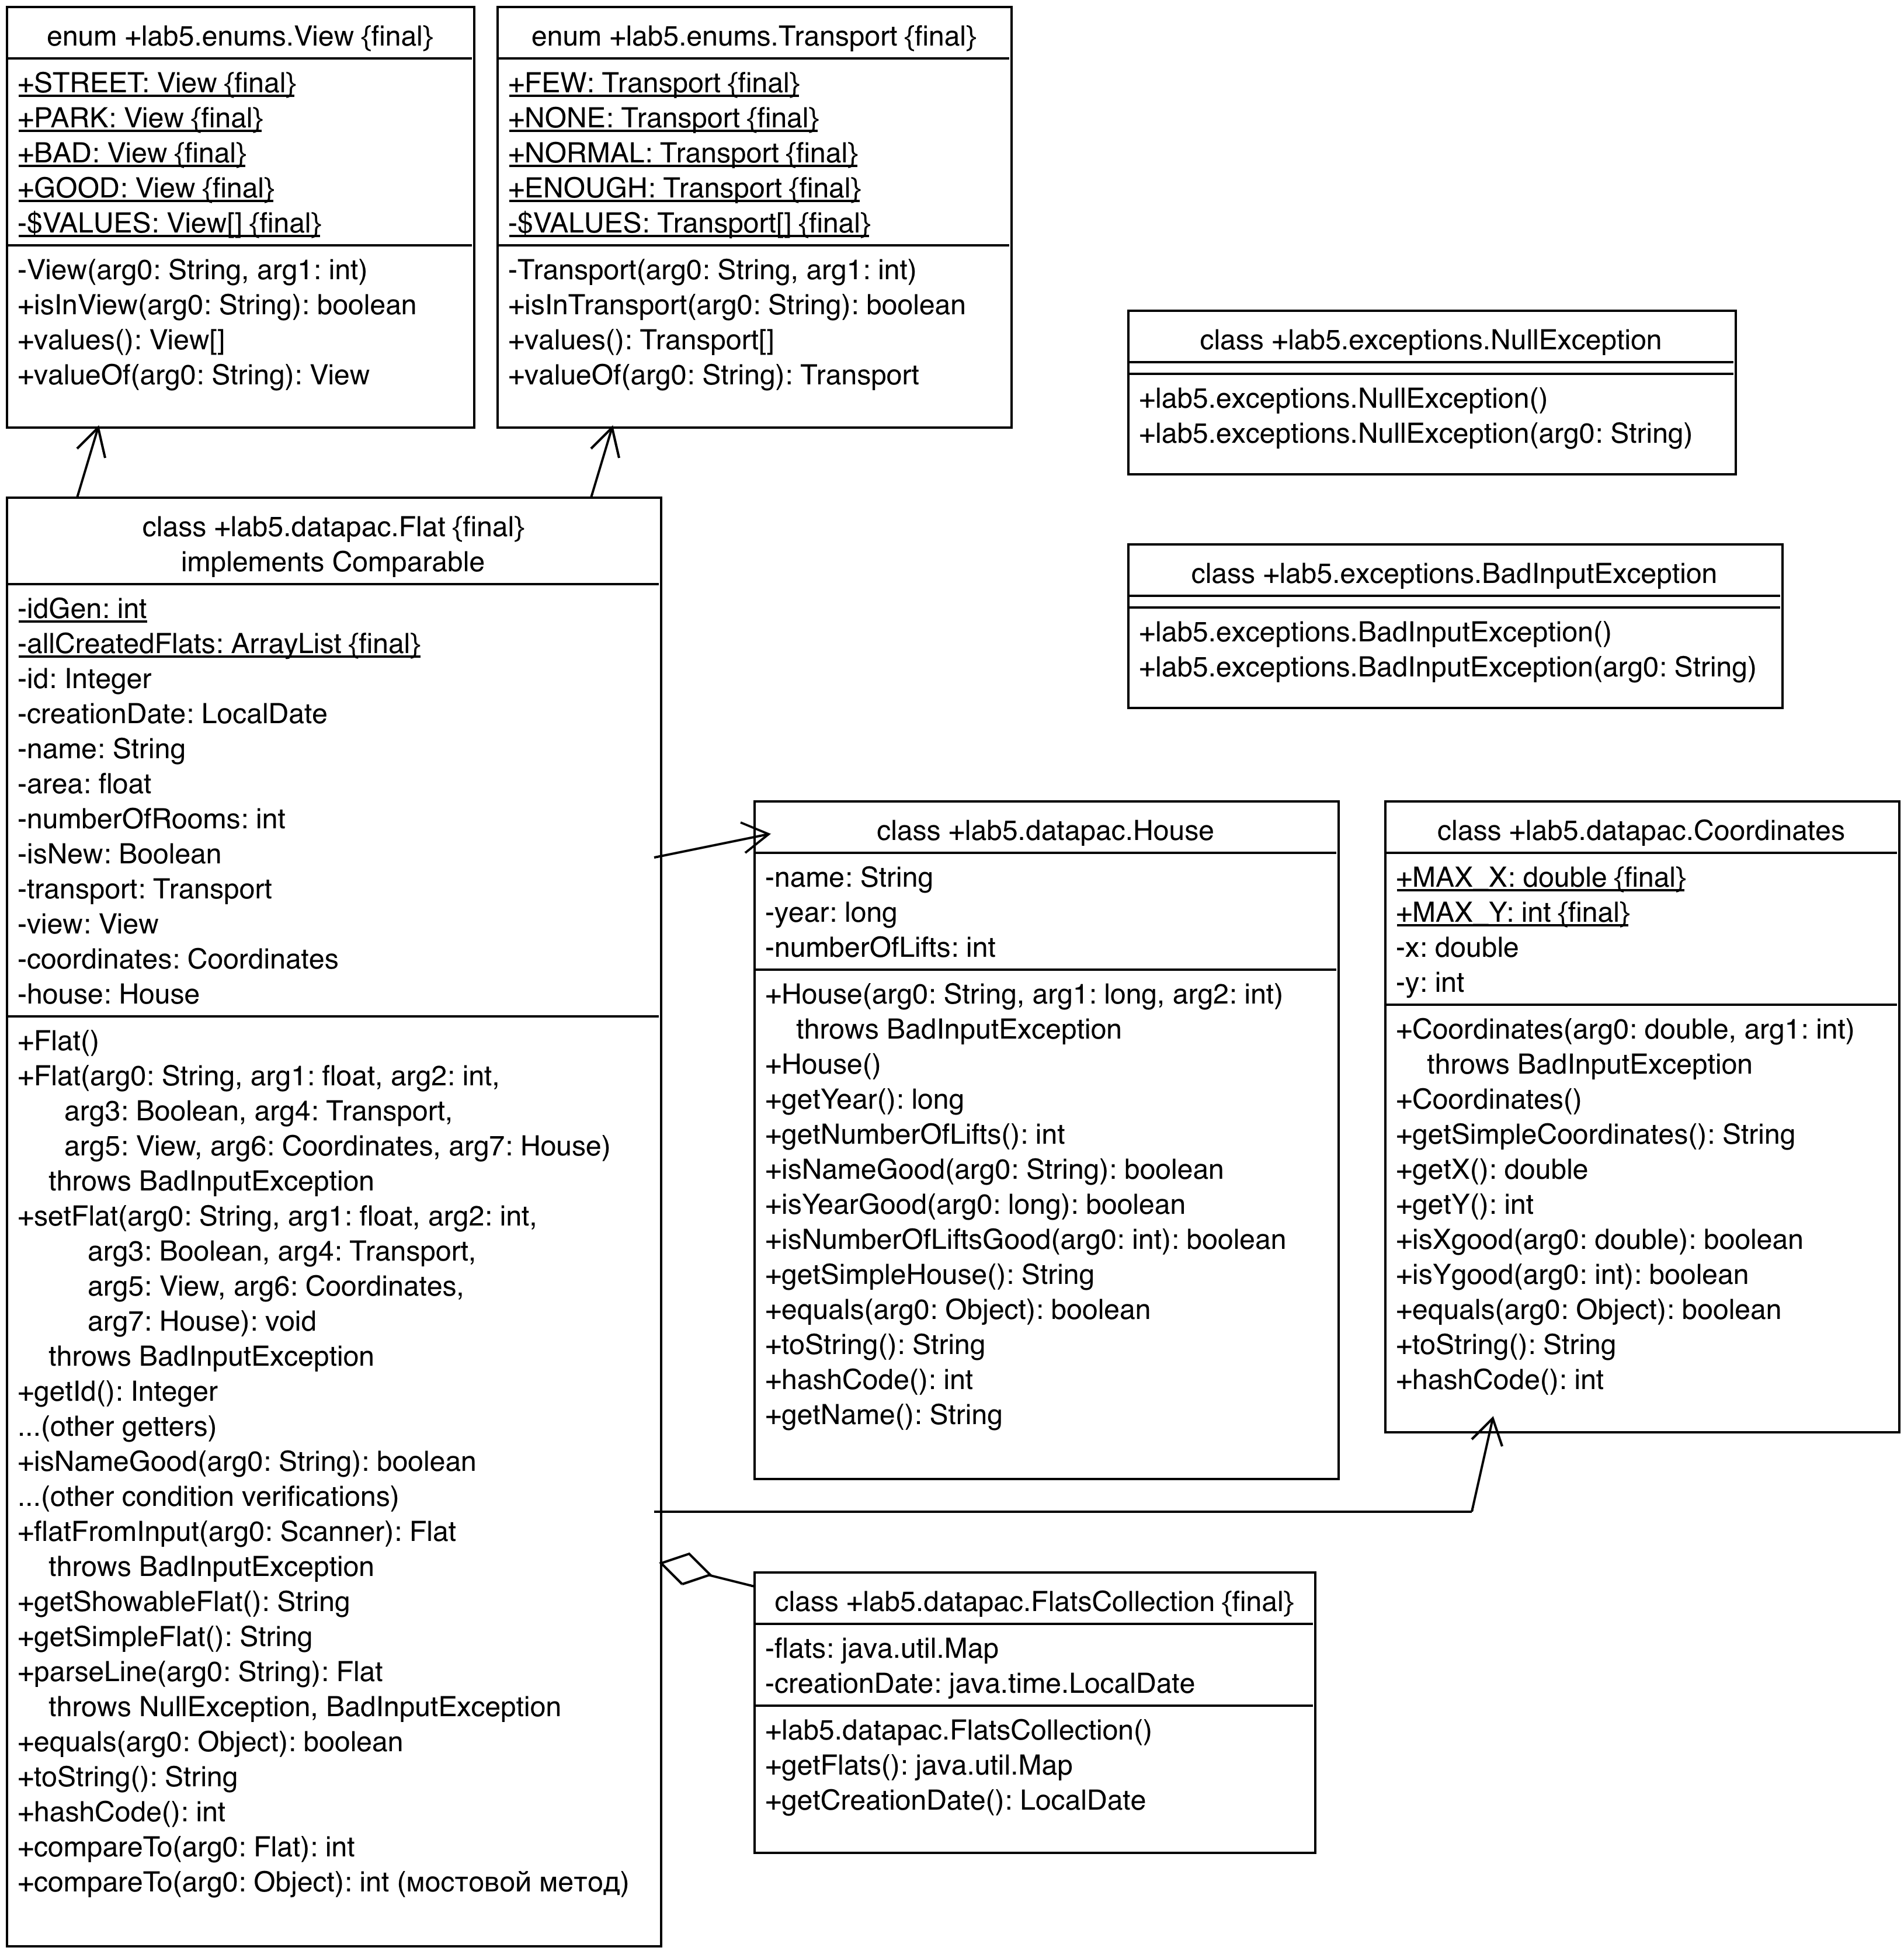 enum +lab5.enums.View {final}
+STREET: View {final}
+PARK: View {final}
+BAD: View {final}
+GOOD: View {final}
-$VALUES: View[] {final}
-View(arg0: String, arg1: int)
+isInView(arg0: String): boolean
+values(): View[]
+valueOf(arg0: String): View
enum +lab5.enums.Transport {final}
+FEW: Transport {final}
+NONE: Transport {final}
+NORMAL: Transport {final}
+ENOUGH: Transport {final}
-$VALUES: Transport[] {final}
-Transport(arg0: String, arg1: int)
+isInTransport(arg0: String): boolean
+values(): Transport[]
+valueOf(arg0: String): Transport
class +lab5.exceptions.NullException
+lab5.exceptions.NullException()
+lab5.exceptions.NullException(arg0: String)
class +lab5.exceptions.BadInputException
+lab5.exceptions.BadInputException()
+lab5.exceptions.BadInputException(arg0: String)
class +lab5.datapac.Flat {final}
implements Comparable
-idGen: int
-allCreatedFlats: ArrayList {final}
-id: Integer
-creationDate: LocalDate
-name: String
-area: float
-numberOfRooms: int
-isNew: Boolean
-transport: Transport
-view: View
-coordinates: Coordinates
-house: House
+Flat()
+Flat(arg0: String, arg1: float, arg2: int,
arg3: Boolean, arg4: Transport,
arg5: View, arg6: Coordinates, arg7: House)
throws BadInputException
+setFlat(arg0: String, arg1: float, arg2: int,
arg3: Boolean, arg4: Transport,
arg5: View, arg6: Coordinates,
arg7: House): void
throws BadInputException
+getId(): Integer
...(other getters)
+isNameGood(arg0: String): boolean
...(other condition verifications)
+flatFromInput(arg0: Scanner): Flat
throws BadInputException
+getShowableFlat(): String
+getSimpleFlat(): String
+parseLine(arg0: String): Flat
throws NullException, BadInputException
+equals(arg0: Object): boolean
+toString(): String
+hashCode(): int
+compareTo(arg0: Flat): int
+compareTo(arg0: Object): int (мостовой метод)
class +lab5.datapac.House
-name: String
-year: long
-numberOfLifts: int
+House(arg0: String, arg1: long, arg2: int)
throws BadInputException
+House()
+getYear(): long
+getNumberOfLifts(): int
+isNameGood(arg0: String): boolean
+isYearGood(arg0: long): boolean
+isNumberOfLiftsGood(arg0: int): boolean
+getSimpleHouse(): String
+equals(arg0: Object): boolean
+toString(): String
+hashCode(): int
+getName(): String
class +lab5.datapac.Coordinates
+MAX_X: double {final}
+MAX_Y: int {final}
-x: double
-y: int
+Coordinates(arg0: double, arg1: int)
throws BadInputException
+Coordinates()
+getSimpleCoordinates(): String
+getX(): double
+getY(): int
+isXgood(arg0: double): boolean
+isYgood(arg0: int): boolean
+equals(arg0: Object): boolean
+toString(): String
+hashCode(): int
class +lab5.datapac.FlatsCollection {final}
-flats: java.util.Map
-creationDate: java.time.LocalDate
+lab5.datapac.FlatsCollection()
+getFlats(): java.util.Map
+getCreationDate(): LocalDate